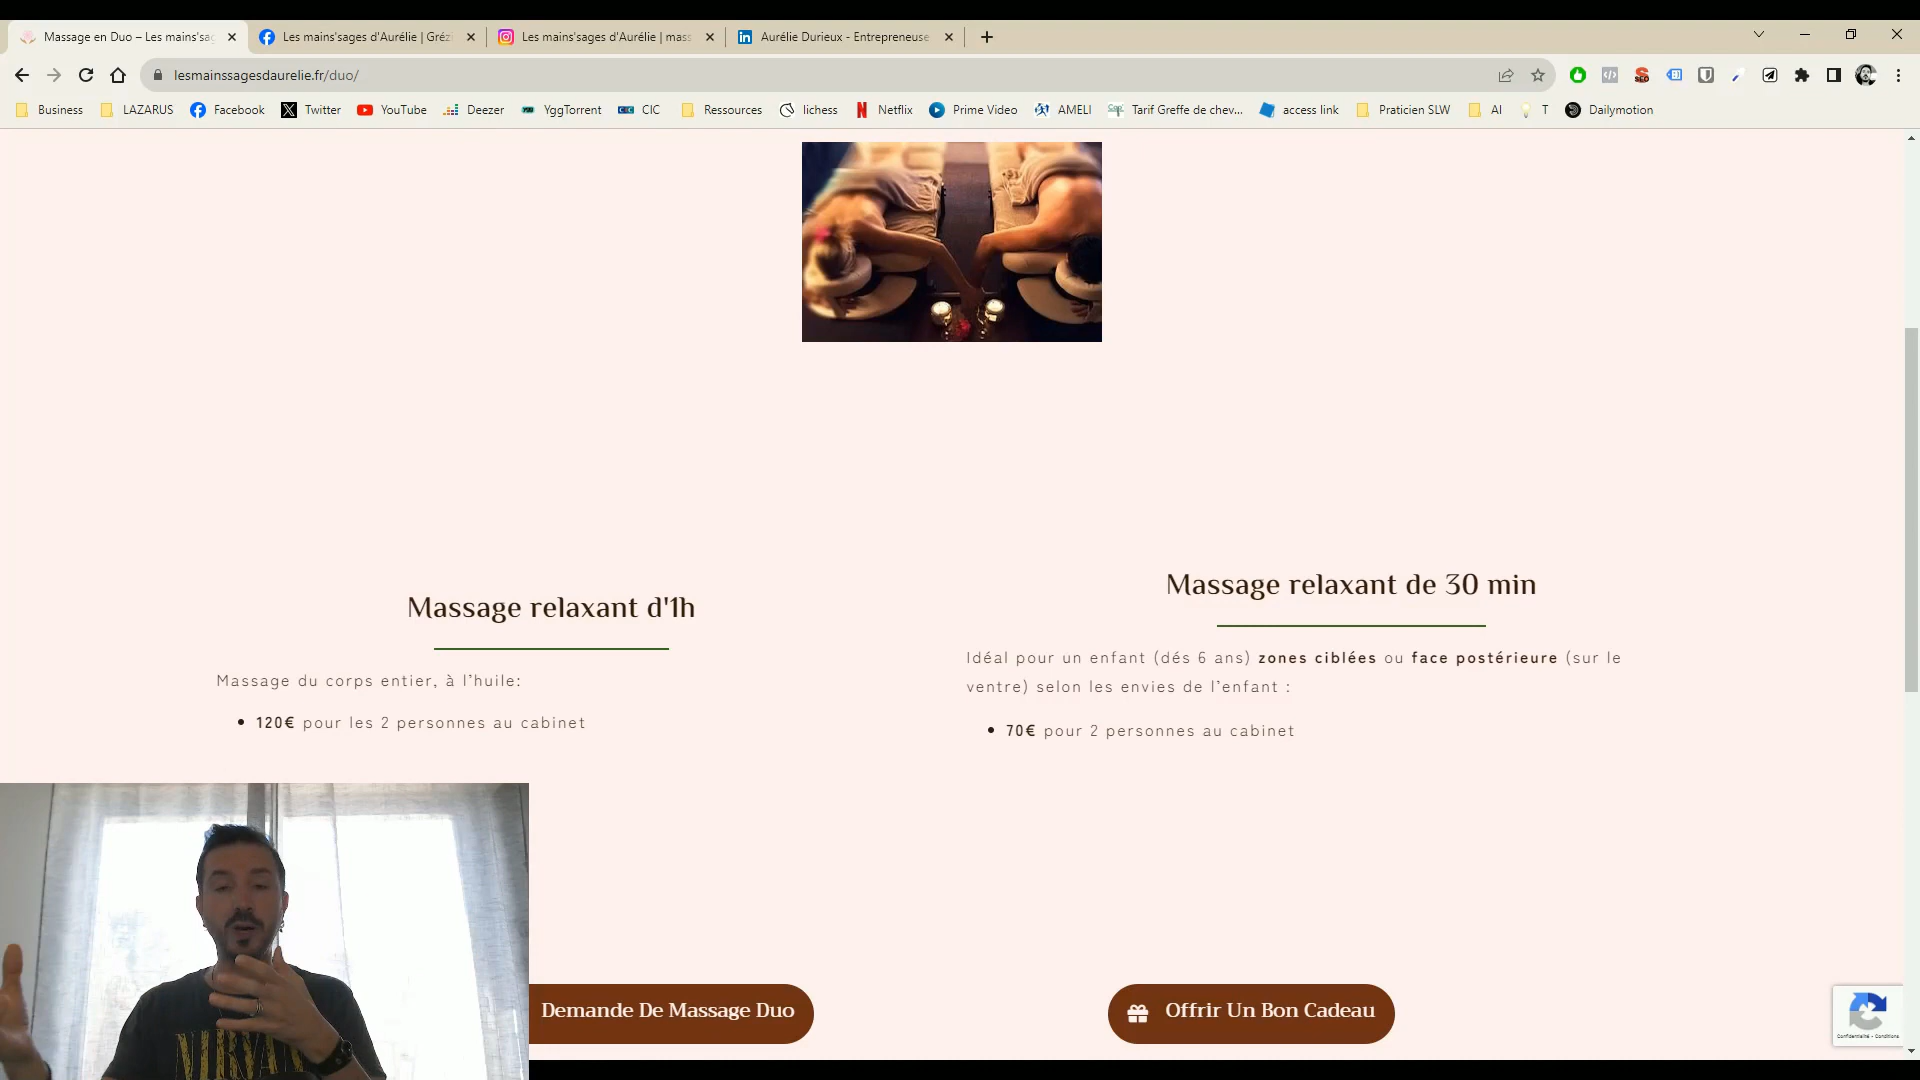 Massage en Duo – Les mains'sa
Les mains'sages d'Aurélie | Gréz
Les mains'sages d'Aurélie | mass
Aurélie Durieux - Entrepreneuse
lesmainssagesdaurelie.fr/duo/
Business
LAZARUS
Facebook
Twitter
YouTube
Deezer
YggTorrent
CIC
Ressources
lichess
Netflix
Prime Video
AMELI
Tarif Greffe de chev...
access link
Praticien SLW
AI
T
Dailymotion
Massage relaxant d'1h
Massage du corps entier, à l'huile:
120€ pour les 2 personnes au cabinet
Massage relaxant de 30 min
Idéal pour un enfant (dés 6 ans) zones ciblées ou face postérieure (sur le
ventre) selon les envies de l'enfant :
70€ pour 2 personnes au cabinet
NIRVA
Demande De Massage Duo
Offrir Un Bon Cadeau
Confidentialité - Conditions